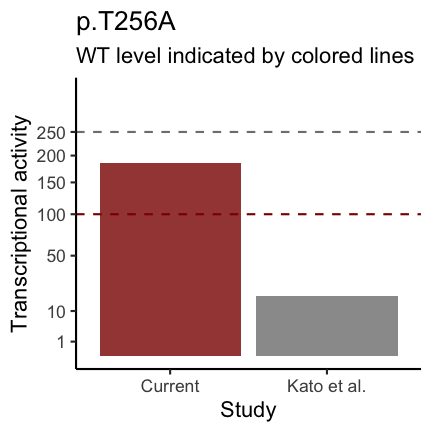 p.T256A
WT level indicated by colored lines
Transcriptional activity
250
200
150
100
50
10
1
Current
Kato et al.
Study